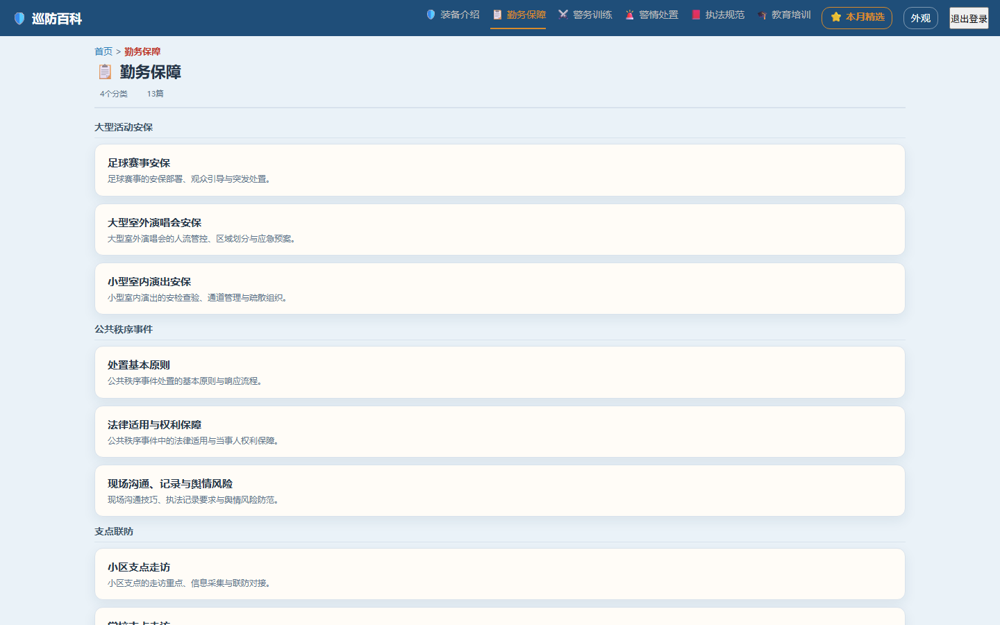 巡防百科
装备介绍
勤务保障
警务训练
警情处置
执法规范
教育培训
本月精选
外观
退出登录
首页 > 勤务保障
勤务保障
4个分类 13篇
大型活动安保
足球赛事安保
足球赛事的安保部署、观众引导与突发处置。
大型室外演唱会安保
大型室外演唱会的人流管控、区域划分与应急预案。
小型室内演出安保
小型室内演出的安检查验、通道管理与疏散组织。
公共秩序事件
处置基本原则
公共秩序事件处置的基本原则与响应流程。
法律适用与权利保障
公共秩序事件中的法律适用与当事人权利保障。
现场沟通、记录与舆情风险
现场沟通技巧、执法记录要求与舆情风险防范。
支点联防
小区支点走访
小区支点的走访重点、信息采集与联防对接。